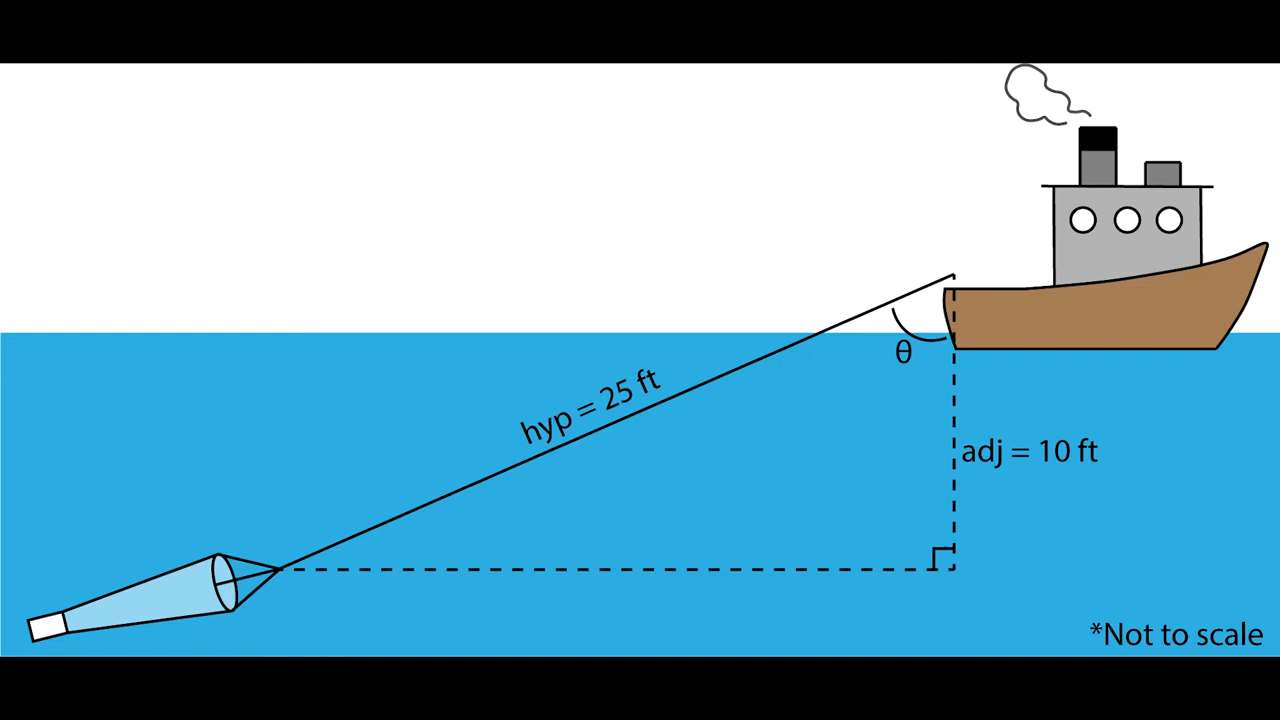 θ
hyp = 25 ft
adj = 10 ft
*Not to scale